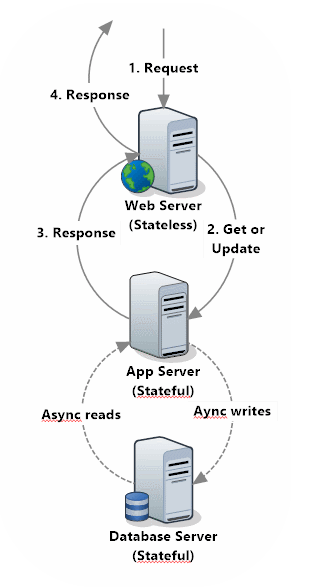 1. Request
4. Response
Web Server
(Stateless)
3. Response
2. Get or
Update
App Server
(Stateful)
Async reads
Aync writes
Database Server
(Stateful)